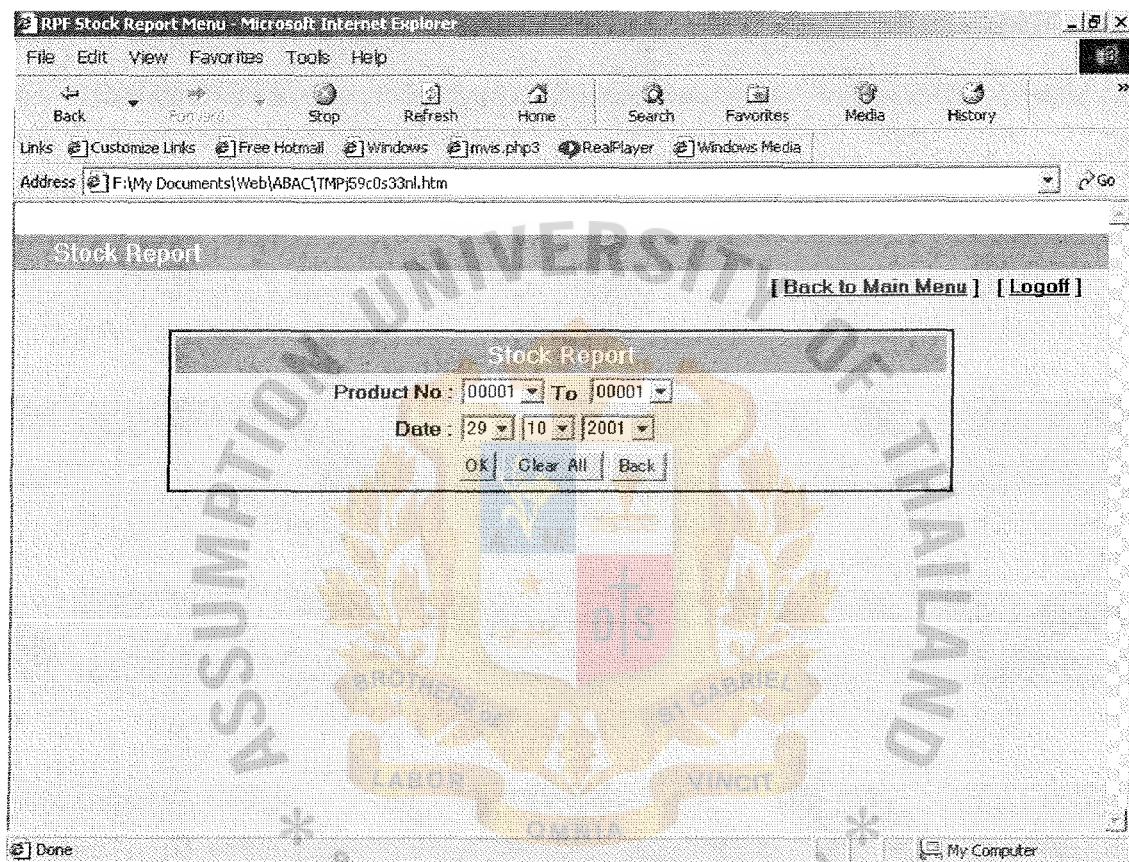 RPF Stock Report Menu - Microsoft Internet Explorer
File Edit View Favorites Tools Help
Back Forward Stop Refresh Home Search Favorites Media History
Links Customize Links Free Hotmail Windows mvis.php3 RealPlayer Windows Media
Address F:\My Documents\Web\ABAC\TMPj59c0s33nl.htm Go
Stock Report
[ Back to Main Menu ] [ Logoff ]
Stock Report
Product No : 00001 To 00001
Date : 29 10 2001
OK Clear All Back
ASSUMPTION UNIVERSITY OF THAILAND
D S
BROTHERS of ST GABRIEL
LABOR OMNIA VINCIT
Done My Computer